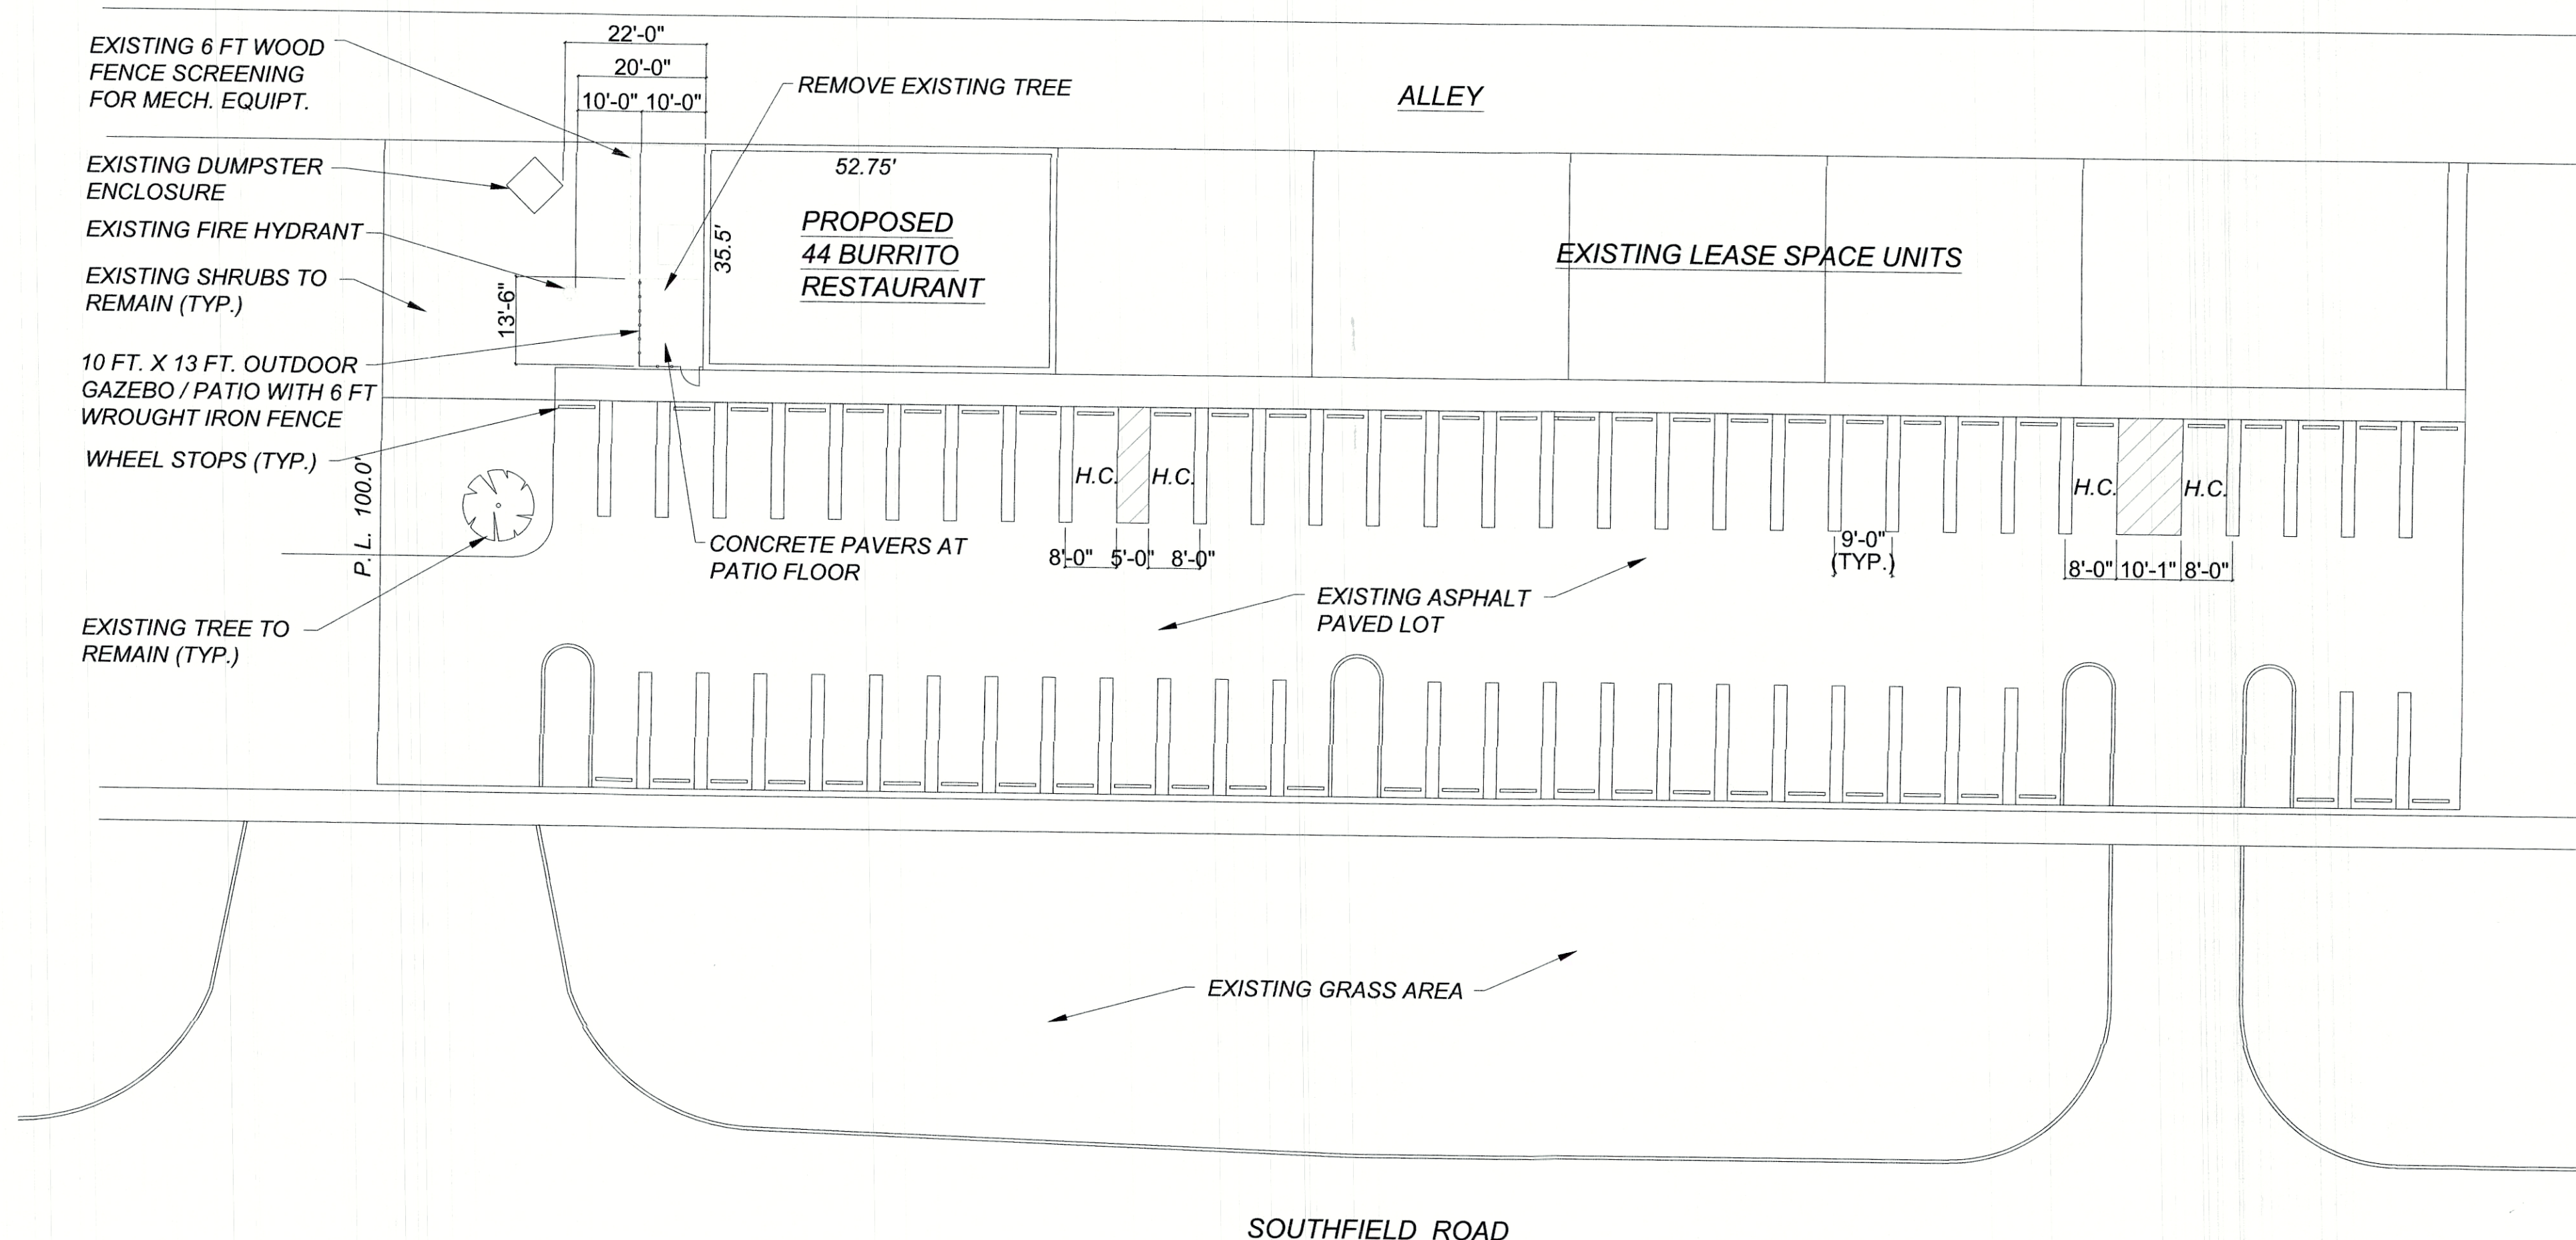 EXISTING 6 FT WOOD
FENCE SCREENING
FOR MECH. EQUIPT.
22'-0"
20'-0"
10'-0" 10'-0"
REMOVE EXISTING TREE
ALLEY
EXISTING DUMPSTER
ENCLOSURE
EXISTING FIRE HYDRANT
EXISTING SHRUBS TO
REMAIN (TYP.)
13'-6"
52.75'
35.5'
PROPOSED
44 BURRITO
RESTAURANT
EXISTING LEASE SPACE UNITS
10 FT. X 13 FT. OUTDOOR
GAZEBO / PATIO WITH 6 FT
WROUGHT IRON FENCE
WHEEL STOPS (TYP.)
P.L. 100.0'
H.C.
H.C.
H.C.
H.C.
CONCRETE PAVERS AT
PATIO FLOOR
8'-0" 5'-0" 8'-0"
9'-0"
(TYP.)
8'-0" 10'-1" 8'-0"
EXISTING ASPHALT
PAVED LOT
EXISTING TREE TO
REMAIN (TYP.)
EXISTING GRASS AREA
SOUTHFIELD ROAD